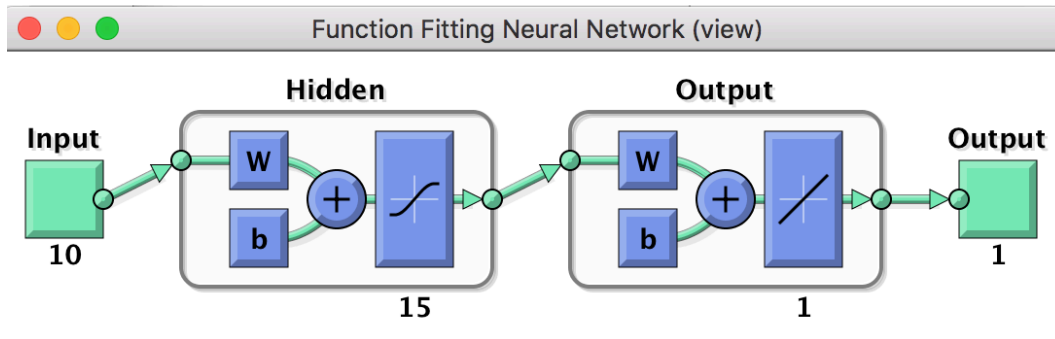 Function Fitting Neural Network (view)
Hidden
Output
Input
Output
W
W
b
b
10
1
15
1